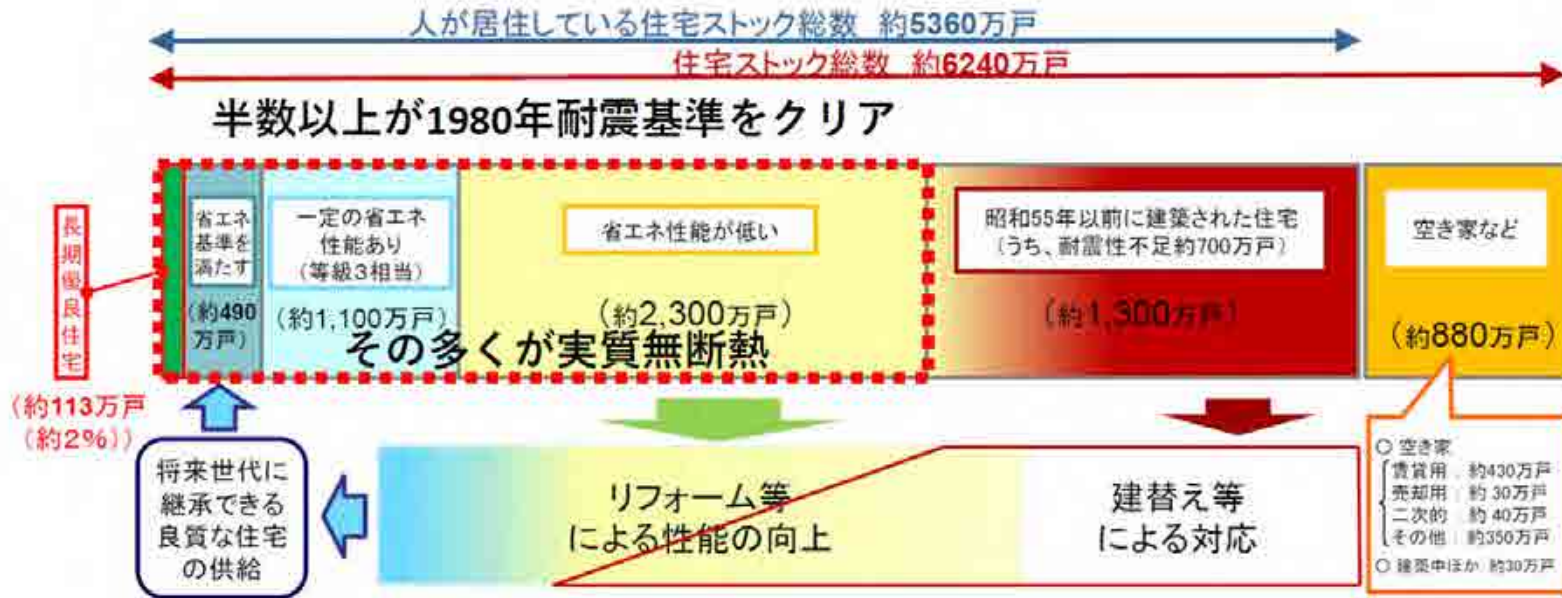 人が居住している住宅ストック総数 約5360万戸
住宅ストック総数 約6240万戸
半数以上が1980年耐震基準をクリア
長期優良住宅
(約113万戸
(約2%))
省エネ
基準を
満たす
(約490
万戸)
一定の省エネ
性能あり
(等級3相当)
(約1,100万戸)
省エネ性能が低い
(約2,300万戸)
その多くが実質無断熱
昭和55年以前に建築された住宅
(うち、耐震性不足約700万戸)
(約1,300万戸)
空き家など
(約880万戸)
将来世代に
継承できる
良質な住宅
の供給
リフォーム等
による性能の向上
建替え等
による対応
○ 空き家
賃貸用 : 約430万戸
売却用 : 約 30万戸
二次的 : 約 40万戸
その他 : 約350万戸
○ 建築中ほか 約30万戸